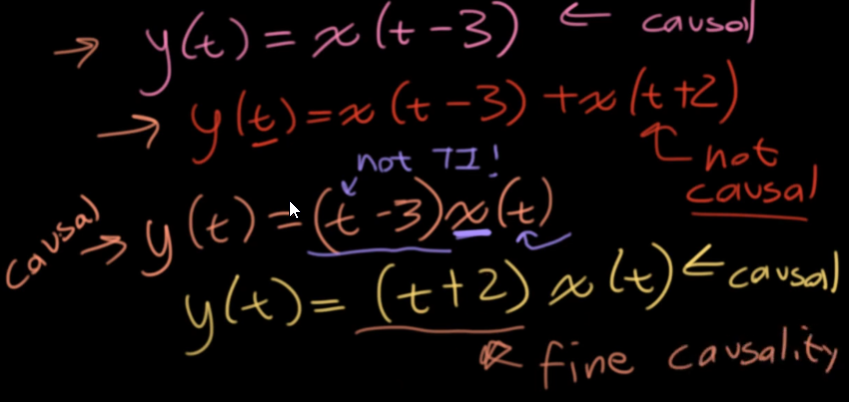 → y(t) = x(t-3) ← causal
→ y(t) = x(t-3) + x(t+2)
not causal
not TI!
causal → y(t) = (t-3)x(t)
y(t) = (t+2) x(t) ← causal
fine causality